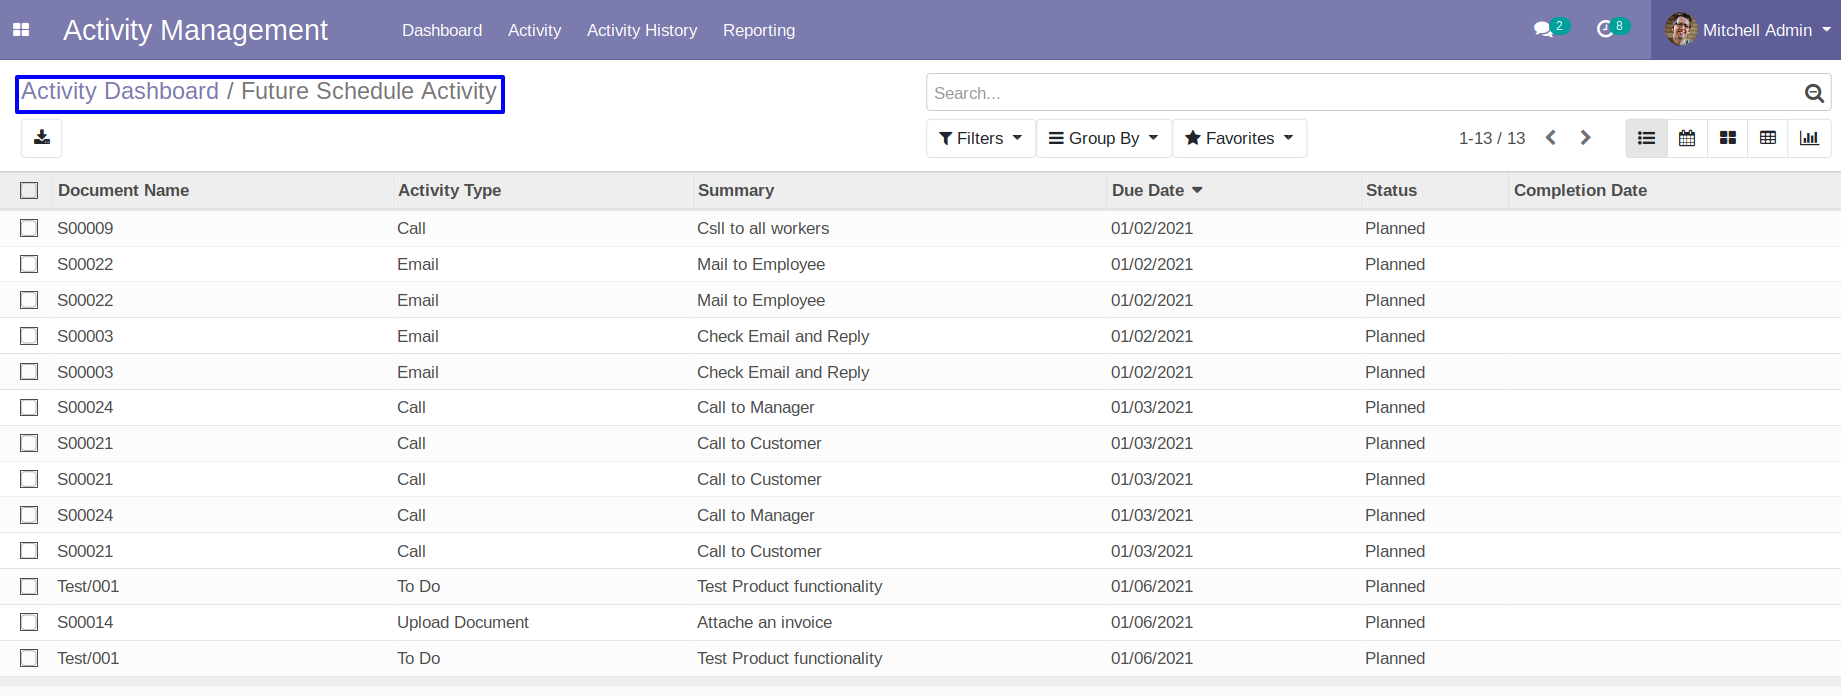 Activity Management Dashboard Activity Activity History Reporting 2 8 Mitchell Admin
Activity Dashboard / Future Schedule Activity
Search...
Filters Group By Favorites 1-13 / 13
Document Name Activity Type Summary Due Date Status Completion Date
S00009 Call Csll to all workers 01/02/2021 Planned
S00022 Email Mail to Employee 01/02/2021 Planned
S00022 Email Mail to Employee 01/02/2021 Planned
S00003 Email Check Email and Reply 01/02/2021 Planned
S00003 Email Check Email and Reply 01/02/2021 Planned
S00024 Call Call to Manager 01/03/2021 Planned
S00021 Call Call to Customer 01/03/2021 Planned
S00021 Call Call to Customer 01/03/2021 Planned
S00024 Call Call to Manager 01/03/2021 Planned
S00021 Call Call to Customer 01/03/2021 Planned
Test/001 To Do Test Product functionality 01/06/2021 Planned
S00014 Upload Document Attache an invoice 01/06/2021 Planned
Test/001 To Do Test Product functionality 01/06/2021 Planned